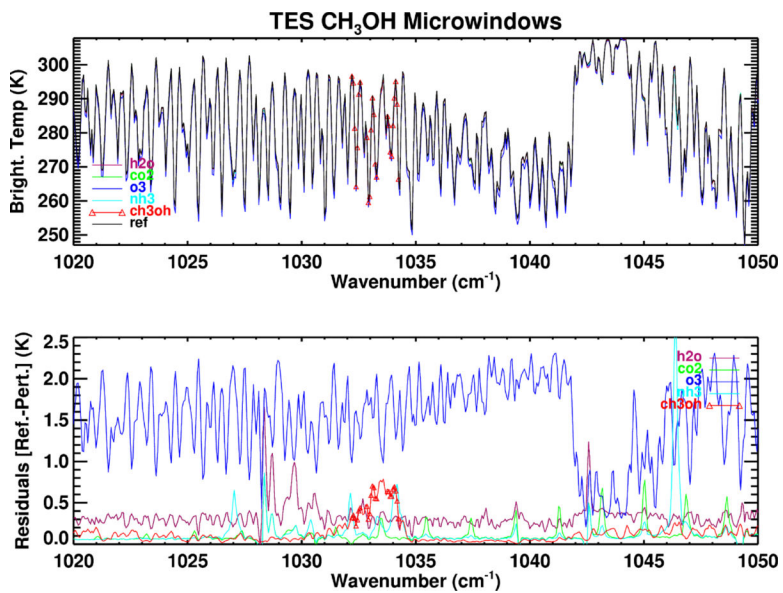 TES CH₃OH Microwindows
Bright. Temp (K)
300
290
280
270
260
250
h2o
co2
o3
nh3
ch3oh
ref
1020
1025
1030
1035
1040
1045
1050
Wavenumber (cm⁻¹)
Residuals [Ref.-Pert.] (K)
2.5
2.0
1.5
1.0
0.5
0.0
h2o
co2
o3
nh3
ch3oh
1020
1025
1030
1035
1040
1045
1050
Wavenumber (cm⁻¹)